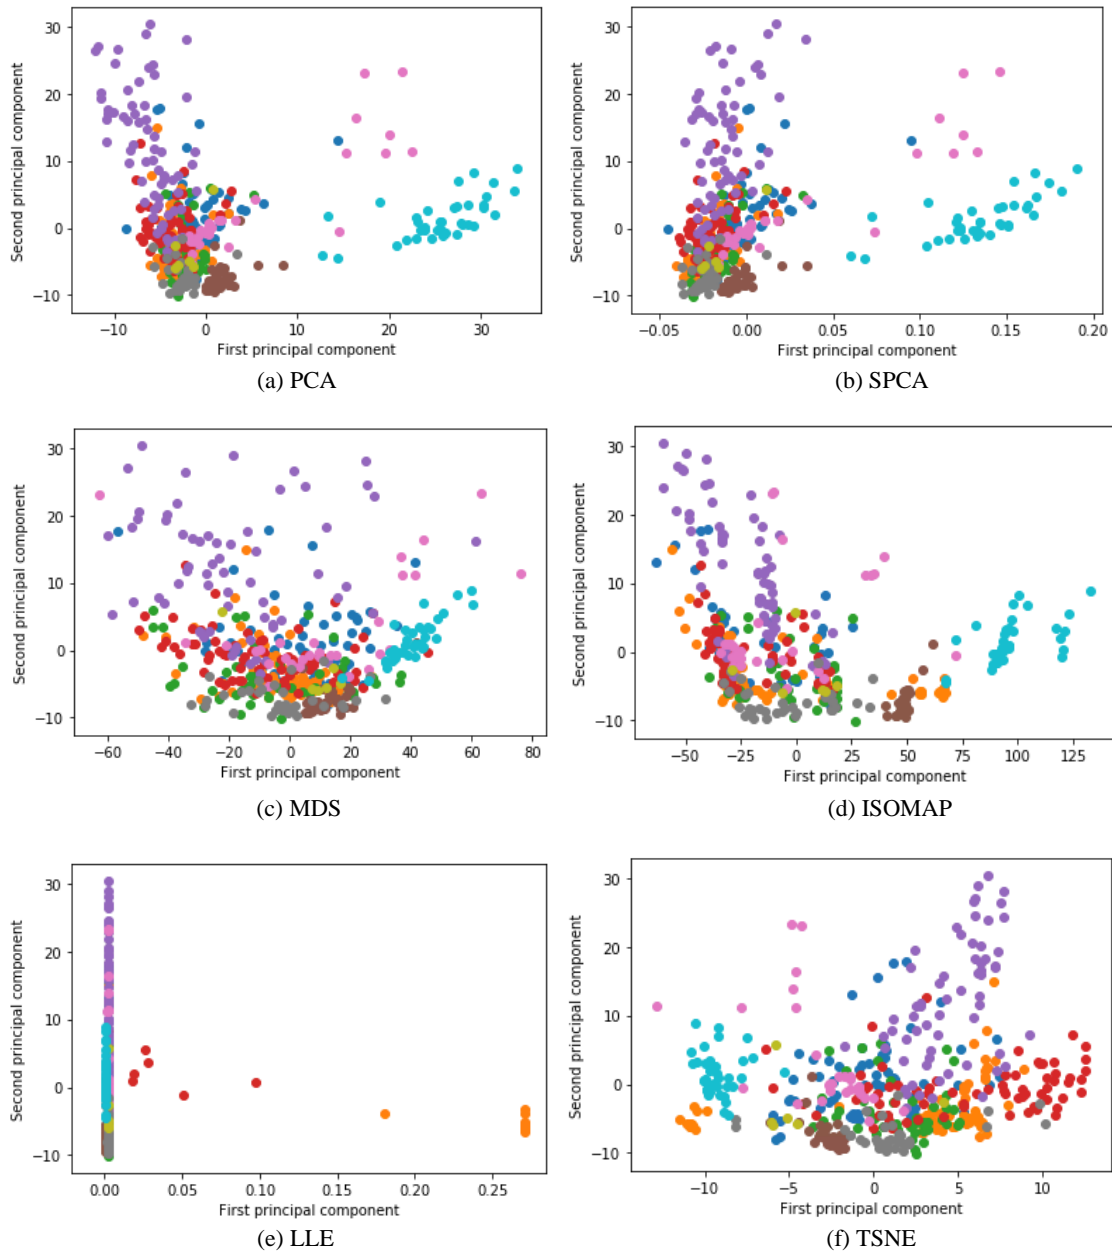 30
20
10
0
−10
Second principal component
−10 0 10 20 30
First principal component
(a) PCA
30
20
10
0
−10
Second principal component
−0.05 0.00 0.05 0.10 0.15 0.20
First principal component
(b) SPCA
30
20
10
0
−10
Second principal component
−60 −40 −20 0 20 40 60 80
First principal component
(c) MDS
30
20
10
0
−10
Second principal component
−50 −25 0 25 50 75 100 125
First principal component
(d) ISOMAP
30
20
10
0
−10
Second principal component
0.00 0.05 0.10 0.15 0.20 0.25
First principal component
(e) LLE
30
20
10
0
−10
Second principal component
−10 −5 0 5 10
First principal component
(f) TSNE